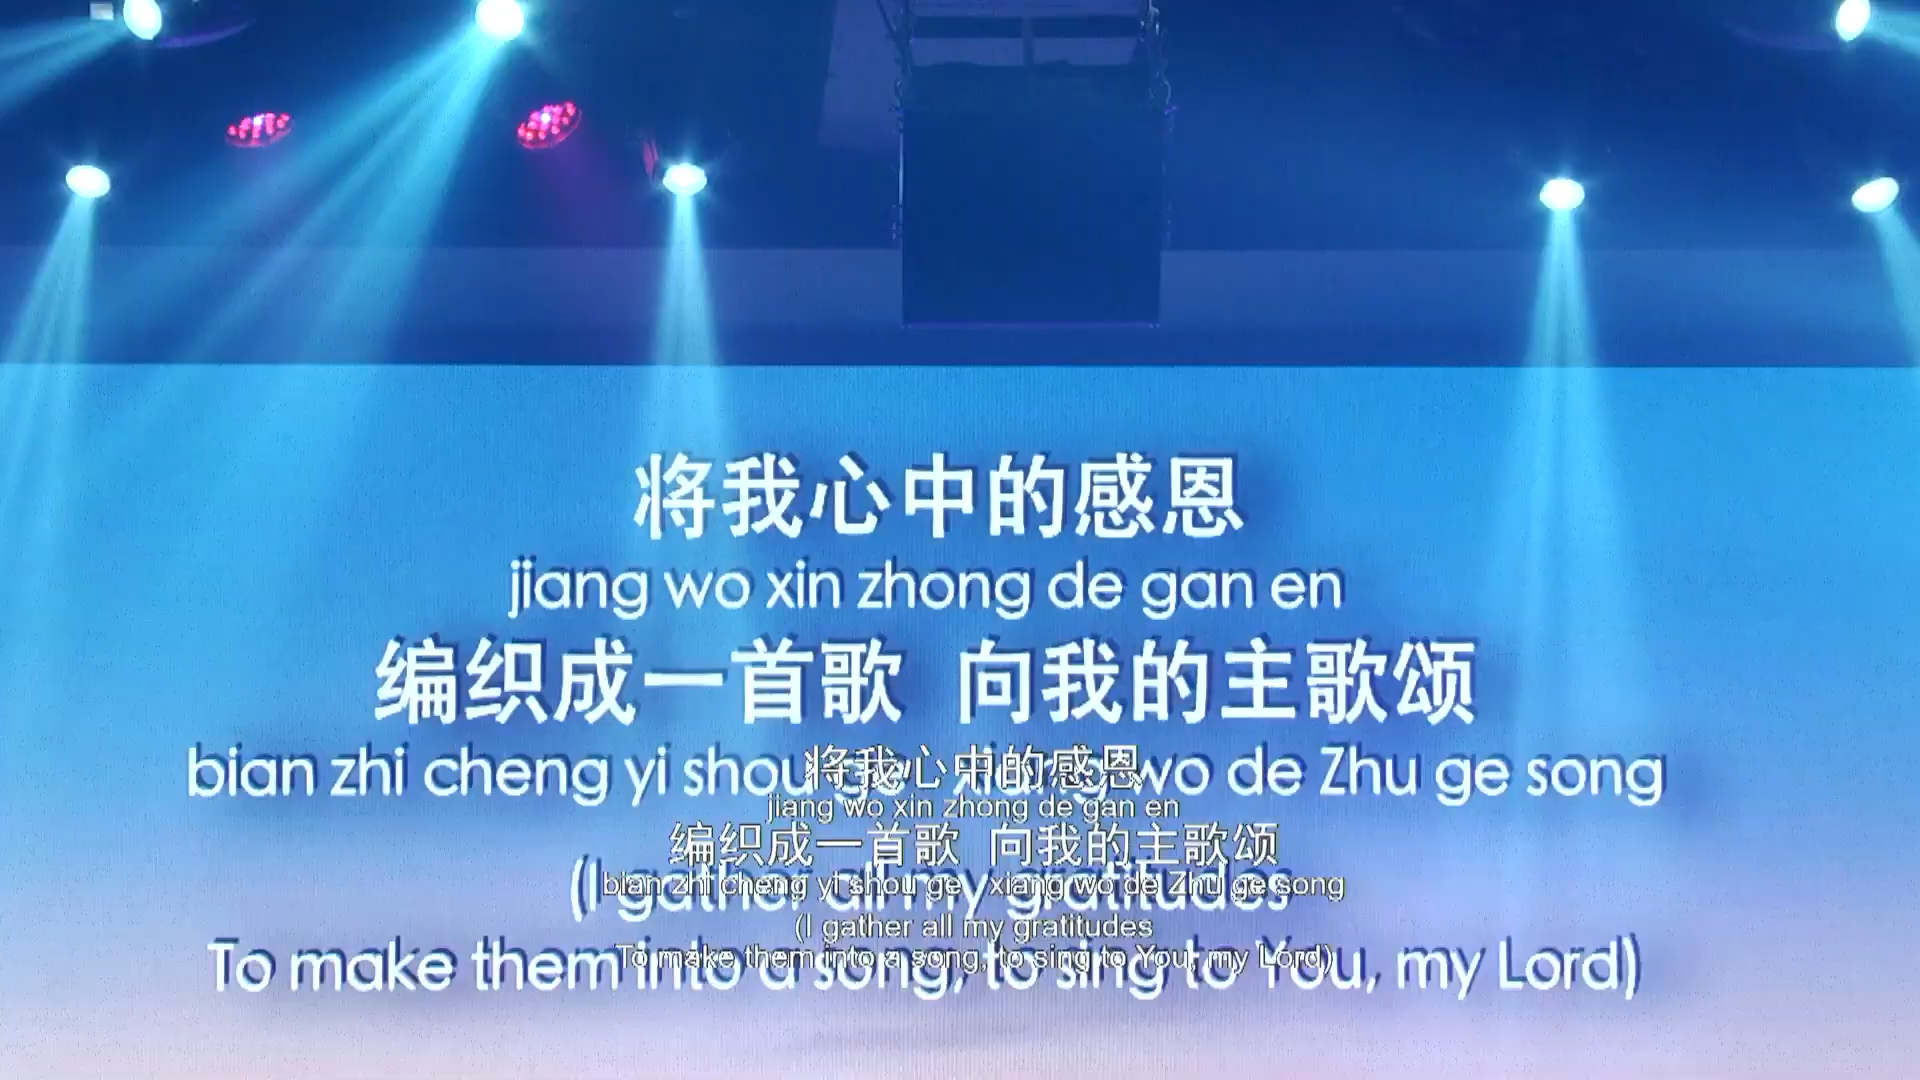 将我心中的感恩
jiang wo xin zhong de gan en
编织成一首歌 向我的主歌颂
bian zhi cheng yi shou ge xiang wo de Zhu ge song
(I gather all my gratitudes
To make them into a song, to sing to You, my Lord)
将我心中的感恩
jiang wo xin zhong de gan en
编织成一首歌 向我的主歌颂
bian zhi cheng yi shou ge xiang wo de Zhu ge song
(I gather all my gratitudes
To make them into a song, to sing to You, my Lord)